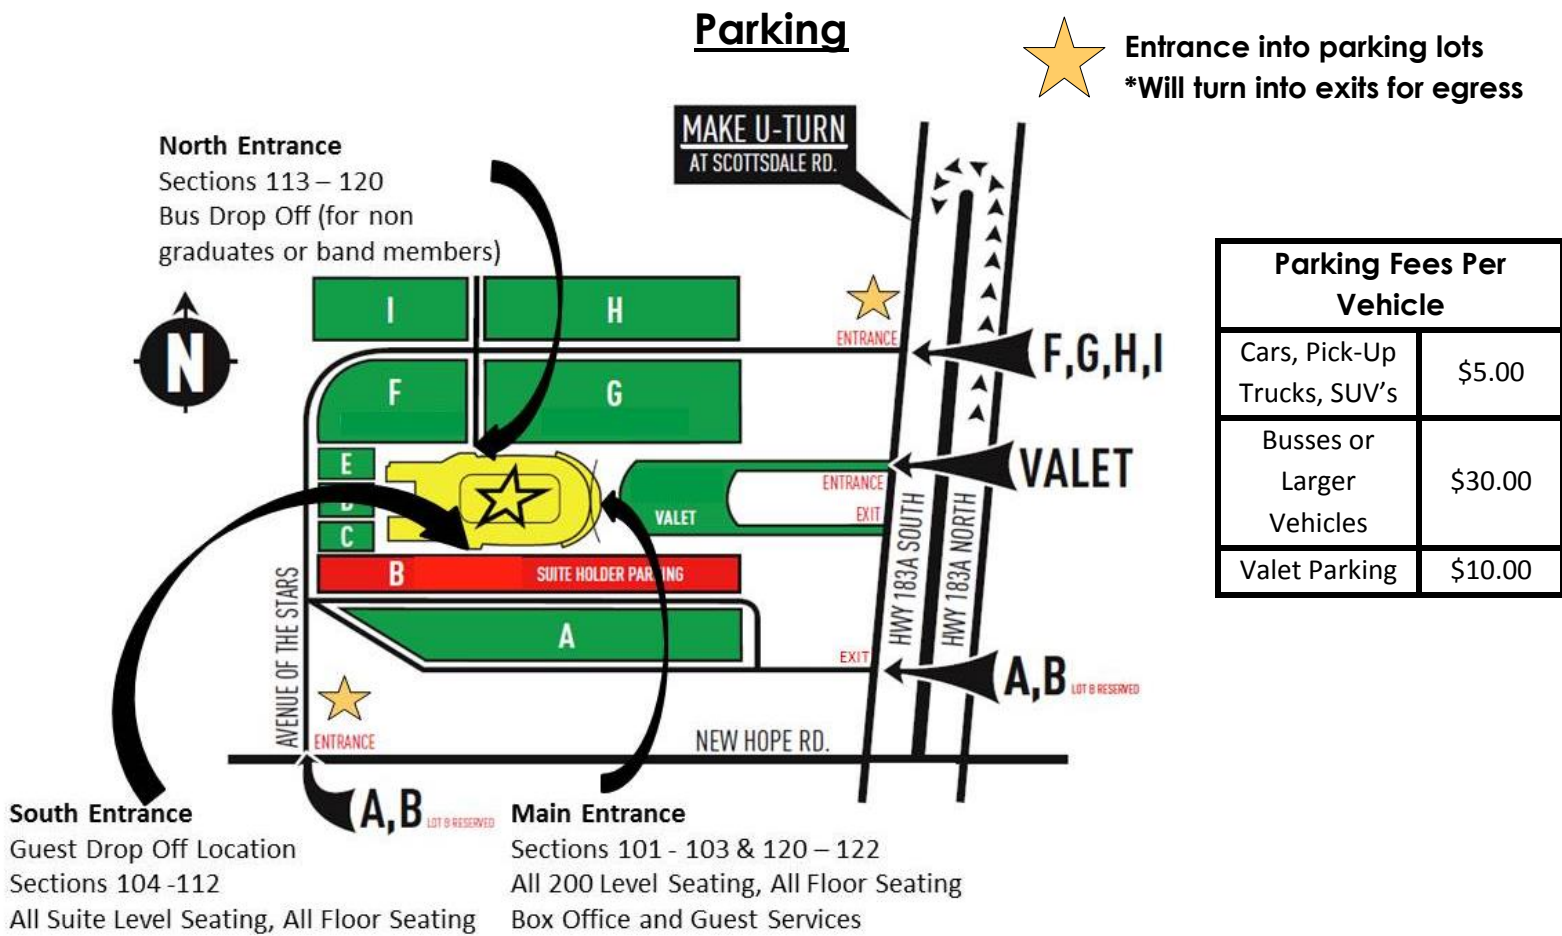 Parking
Entrance into parking lots
*Will turn into exits for egress
MAKE U-TURN
AT SCOTTSDALE RD.
North Entrance
Sections 113 – 120
Bus Drop Off (for non
graduates or band members)
N
I
H
ENTRANCE
F,G,H,I
F
G
E
VALET
ENTRANCE
EXIT
VALET
C
B
SUITE HOLDER PARKING
A
EXIT
A,B LOT B RESERVED
HWY 183A SOUTH
HWY 183A NORTH
AVENUE OF THE STARS
ENTRANCE
NEW HOPE RD.
A,B LOT B RESERVED
South Entrance
Guest Drop Off Location
Sections 104 -112
All Suite Level Seating, All Floor Seating
Main Entrance
Sections 101 - 103 & 120 – 122
All 200 Level Seating, All Floor Seating
Box Office and Guest Services
Parking Fees Per
Vehicle
Cars, Pick-Up
Trucks, SUV’s
$5.00
Busses or
Larger
Vehicles
$30.00
Valet Parking
$10.00